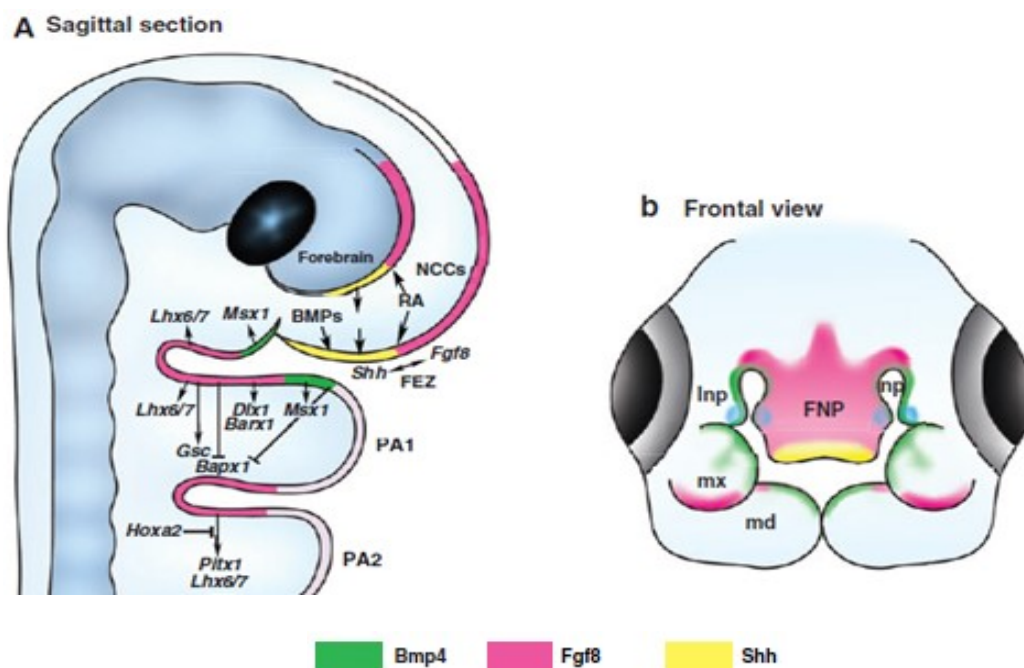 A Sagittal section
Forebrain
NCCs
RA
BMPs
Lhx6/7
Msx1
Fgf8
Shh
FEZ
Lhx6/7
Dlx1
Barx1
Msx1
Gsc
Bapx1
PA1
Hoxa2
Pitx1
Lhx6/7
PA2
b Frontal view
lnp
np
FNP
mx
md
Bmp4
Fgf8
Shh